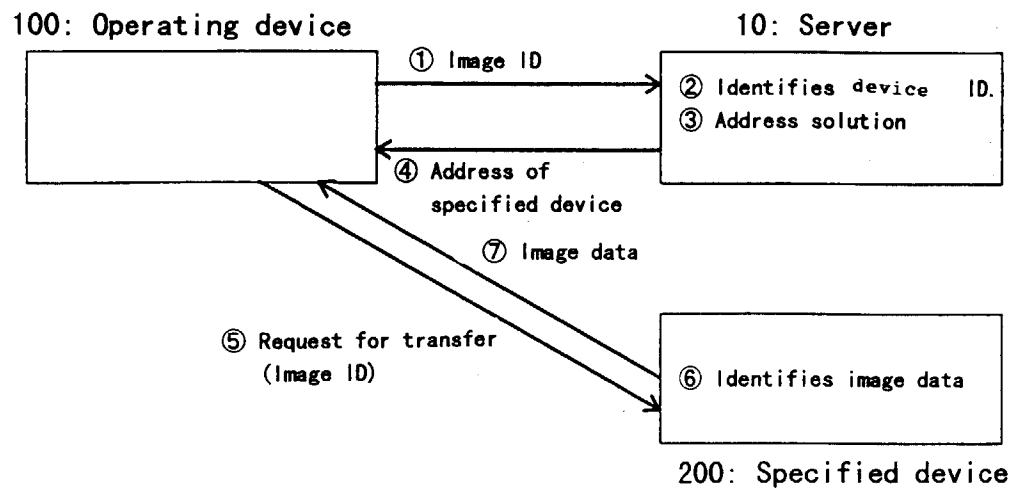 100: Operating device
10: Server
① Image ID
② Identifies device ID.
③ Address solution
④ Address of
specified device
⑦ Image data
⑤ Request for transfer
(Image ID)
⑥ Identifies image data
200: Specified device